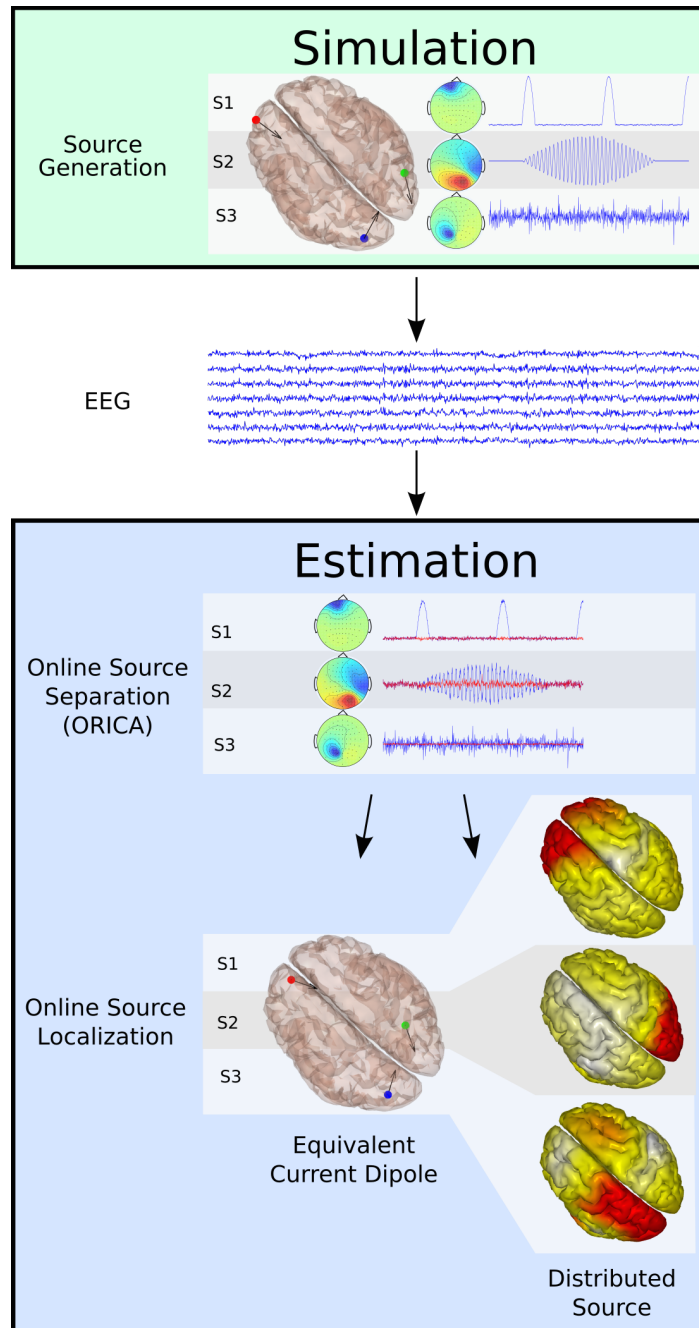 Simulation
Source
Generation
S1
S2
S3
EEG
Estimation
Online Source
Separation
(ORICA)
S1
S2
S3
Online Source
Localization
S1
S2
S3
Equivalent
Current Dipole
Distributed
Source